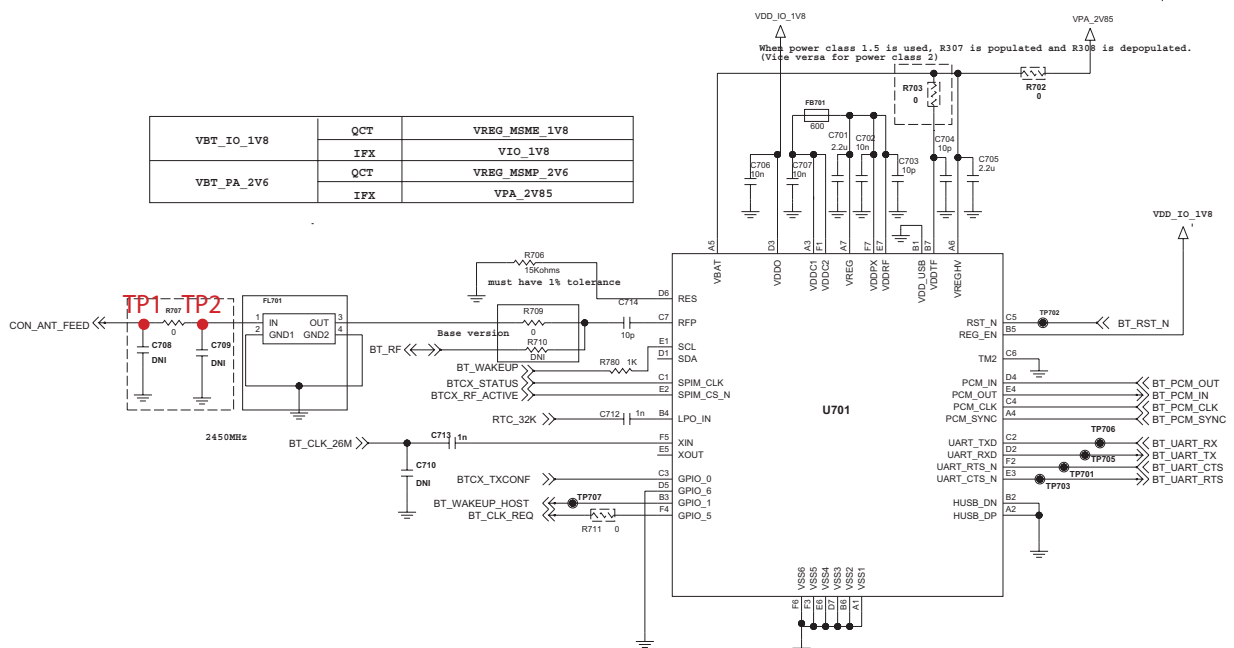 VDD_IO_1V8
VPA_2V85
When power class 1.5 is used, R307 is populated and R308 is depopulated.
(Vice versa for power class 2)
R703
0
R702
0
FB701
600
VBT_IO_1V8 QCT VREG_MSME_1V8
IFX VIO_1V8
VBT_PA_2V6 QCT VREG_MSMP_2V6
IFX VPA_2V85
C701
2.2u
C702
10n
C704
10p
C706
10n
C707
10n
C703
10p
C705
2.2u
VDD_IO_1V8
A5 D3 A3 F1 A7 F7 E7 B1 B7 A6
VBAT VDDO VDDC1 VDDC2 VREG VDDPX VDDRF VDD_USB VDDTF VREGHV
R706
15Kohms
must have 1% tolerance
TP1 R707 TP2
0
CON_ANT_FEED
C708
DNI
C709
DNI
FL701
1 IN OUT 3
2 GND1 GND2 4
2450MHz
R709
0
Base version
R710
DNI
BT_RF
C714
10p
D6 RES
C7 RFP
E1 SCL
D1 SDA
BT_WAKEUP R780 1K
BTCX_STATUS C1 SPIM_CLK
BTCX_RF_ACTIVE E2 SPIM_CS_N
RTC_32K C712 1n B4 LPO_IN
BT_CLK_26M C713 1n F5 XIN
E5 XOUT
C710
DNI
BTCX_TXCONF C3 GPIO_0
D5 GPIO_6
BT_WAKEUP_HOST TP707 B3 GPIO_1
BT_CLK_REQ F4 GPIO_5
R711 0
U701
RST_N C5 TP702 BT_RST_N
REG_EN B5
TM2 C6
PCM_IN D4 BT_PCM_OUT
PCM_OUT E4 BT_PCM_IN
PCM_CLK C4 BT_PCM_CLK
PCM_SYNC A4 BT_PCM_SYNC
UART_TXD C2 TP706 BT_UART_RX
UART_RXD D2 TP705 BT_UART_TX
UART_RTS_N F2 TP701 BT_UART_CTS
UART_CTS_N E3 TP703 BT_UART_RTS
HUSB_DN B2
HUSB_DP A2
VSS6 VSS5 VSS4 VSS3 VSS2 VSS1
F6 F3 E6 D7 B6 A1